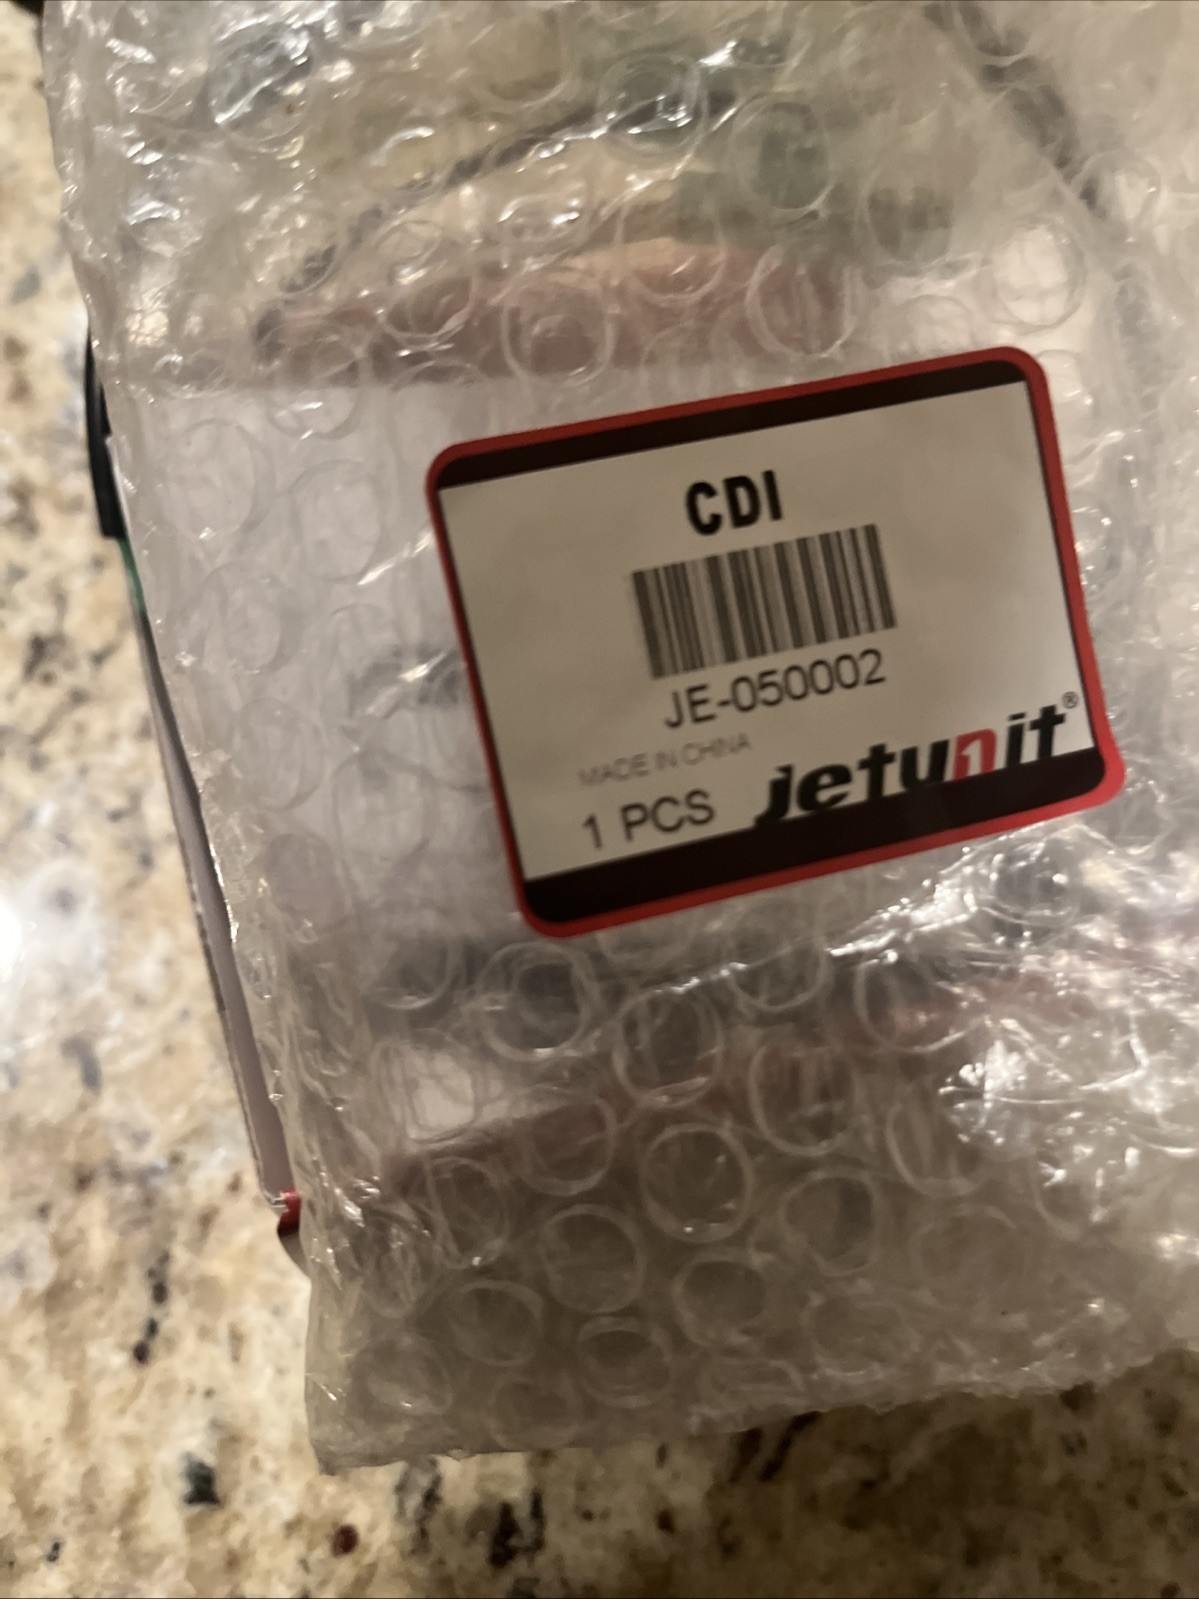 CDI
JE-050002
MADE IN CHINA
1 PCS
jetunit®